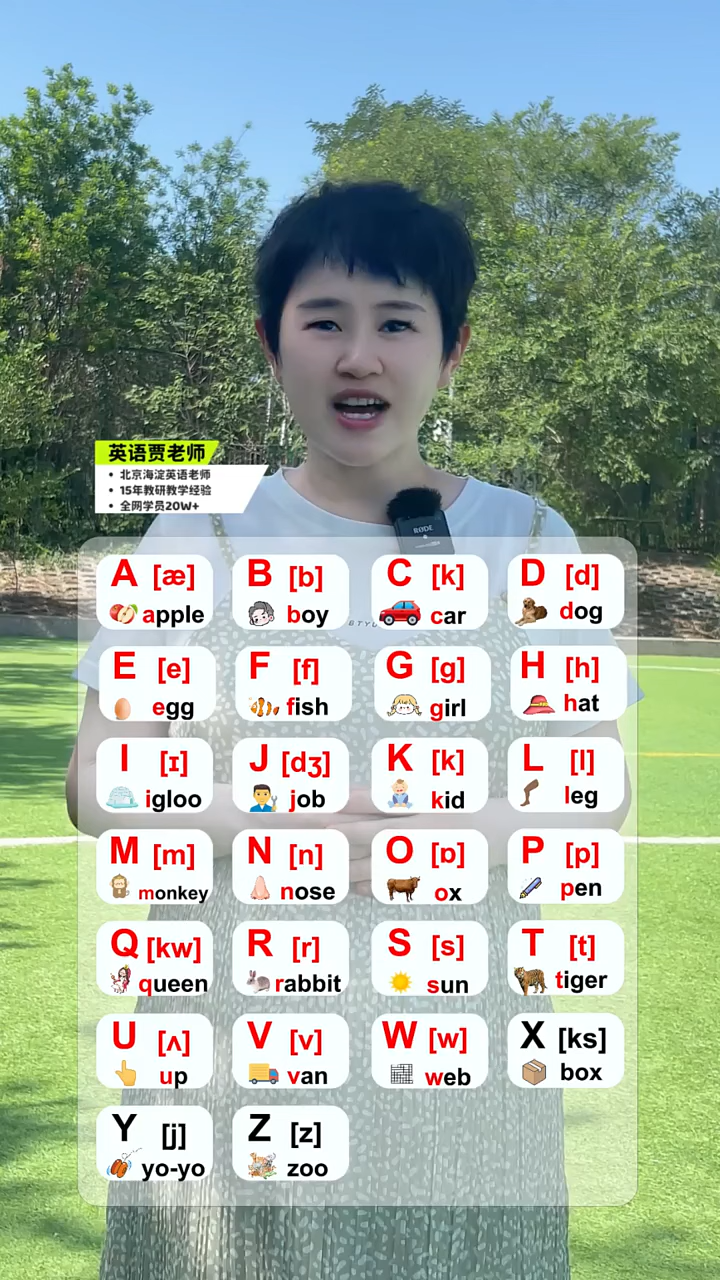 英语贾老师
• 北京海淀英语老师
• 15年教研教学经验
• 全网学员20W+
RØDE
A [æ] B [b] C [k] D [d]
apple boy car dog
E [e] F [f] G [g] H [h]
egg fish girl hat
I [ɪ] J [dʒ] K [k] L [l]
igloo job kid leg
M [m] N [n] O [ɒ] P [p]
monkey nose ox pen
Q [kw] R [r] S [s] T [t]
queen rabbit sun tiger
U [ʌ] V [v] W [w] X [ks]
up van web box
Y [j] Z [z]
yo-yo zoo